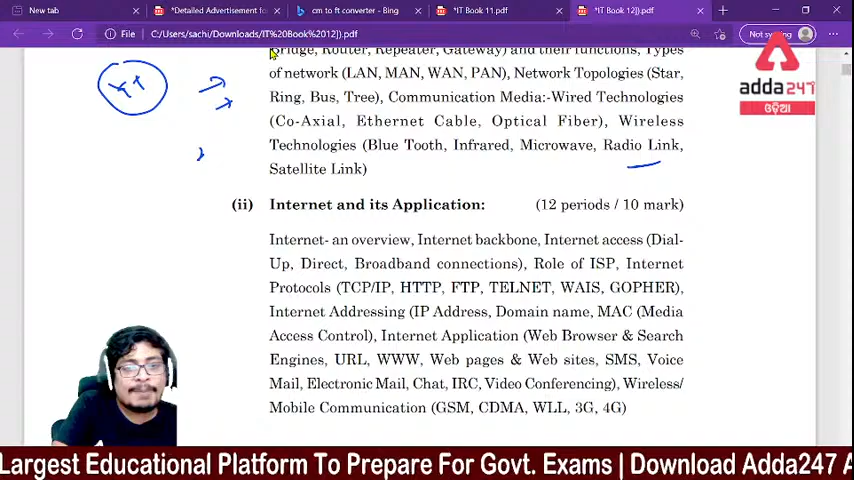 New tab
*Detailed Advertisement for IT T
cm to ft converter - Bing
*IT Book 11.pdf
*IT Book 12]).pdf
File
C:/Users/sachi/Downloads/IT%20Book%2012]).pdf
Not syncing
Bridge, Router, Repeater, Gateway) and their functions, Types
of network (LAN, MAN, WAN, PAN), Network Topologies (Star,
Ring, Bus, Tree), Communication Media:-Wired Technologies
(Co-Axial, Ethernet Cable, Optical Fiber), Wireless
Technologies (Blue Tooth, Infrared, Microwave, Radio Link,
Satellite Link)
adda247
ଓଡ଼ିଆ
(ii) Internet and its Application: (12 periods / 10 mark)
Internet- an overview, Internet backbone, Internet access (Dial-
Up, Direct, Broadband connections), Role of ISP, Internet
Protocols (TCP/IP, HTTP, FTP, TELNET, WAIS, GOPHER),
Internet Addressing (IP Address, Domain name, MAC (Media
Access Control), Internet Application (Web Browser & Search
Engines, URL, WWW, Web pages & Web sites, SMS, Voice
Mail, Electronic Mail, Chat, IRC, Video Conferencing), Wireless/
Mobile Communication (GSM, CDMA, WLL, 3G, 4G)
Largest Educational Platform To Prepare For Govt. Exams | Download Adda247 A